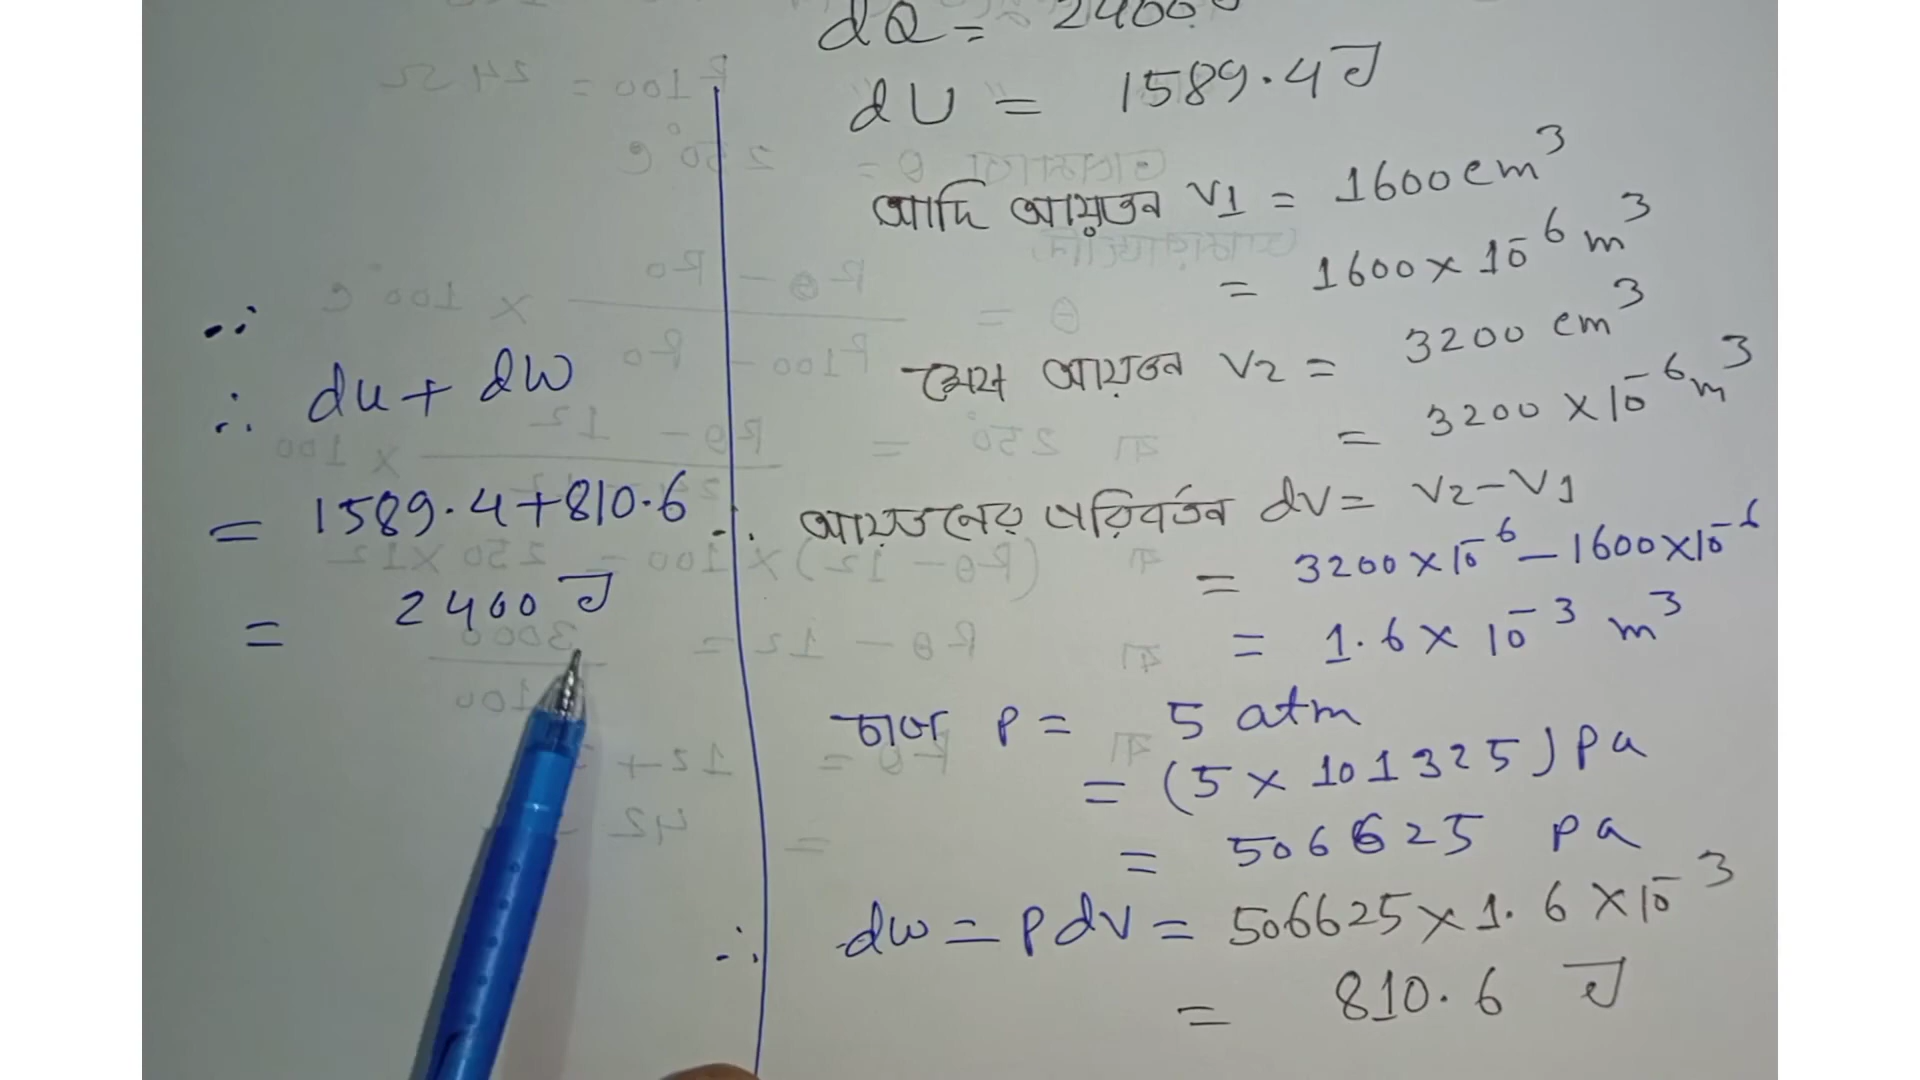 ∴
∴ du + dw
= 1589.4+810.6
= 2400 J
dQ = 2400 J
dU = 1589.4 J
আদি আয়তন V1 = 1600 cm³
= 1600 × 10⁻⁶ m³
শেষ আয়তন V2 = 3200 cm³
= 3200 × 10⁻⁶ m³
∴ আয়তনের পরিবর্তন dV = V2 − V1
= 3200×10⁻⁶ − 1600×10⁻⁶
= 1.6 × 10⁻³ m³
চাপ P = 5 atm
= (5 × 101325) pa
= 506625 pa
∴ dw = P dV = 506625 × 1.6 × 10⁻³
= 810.6 J